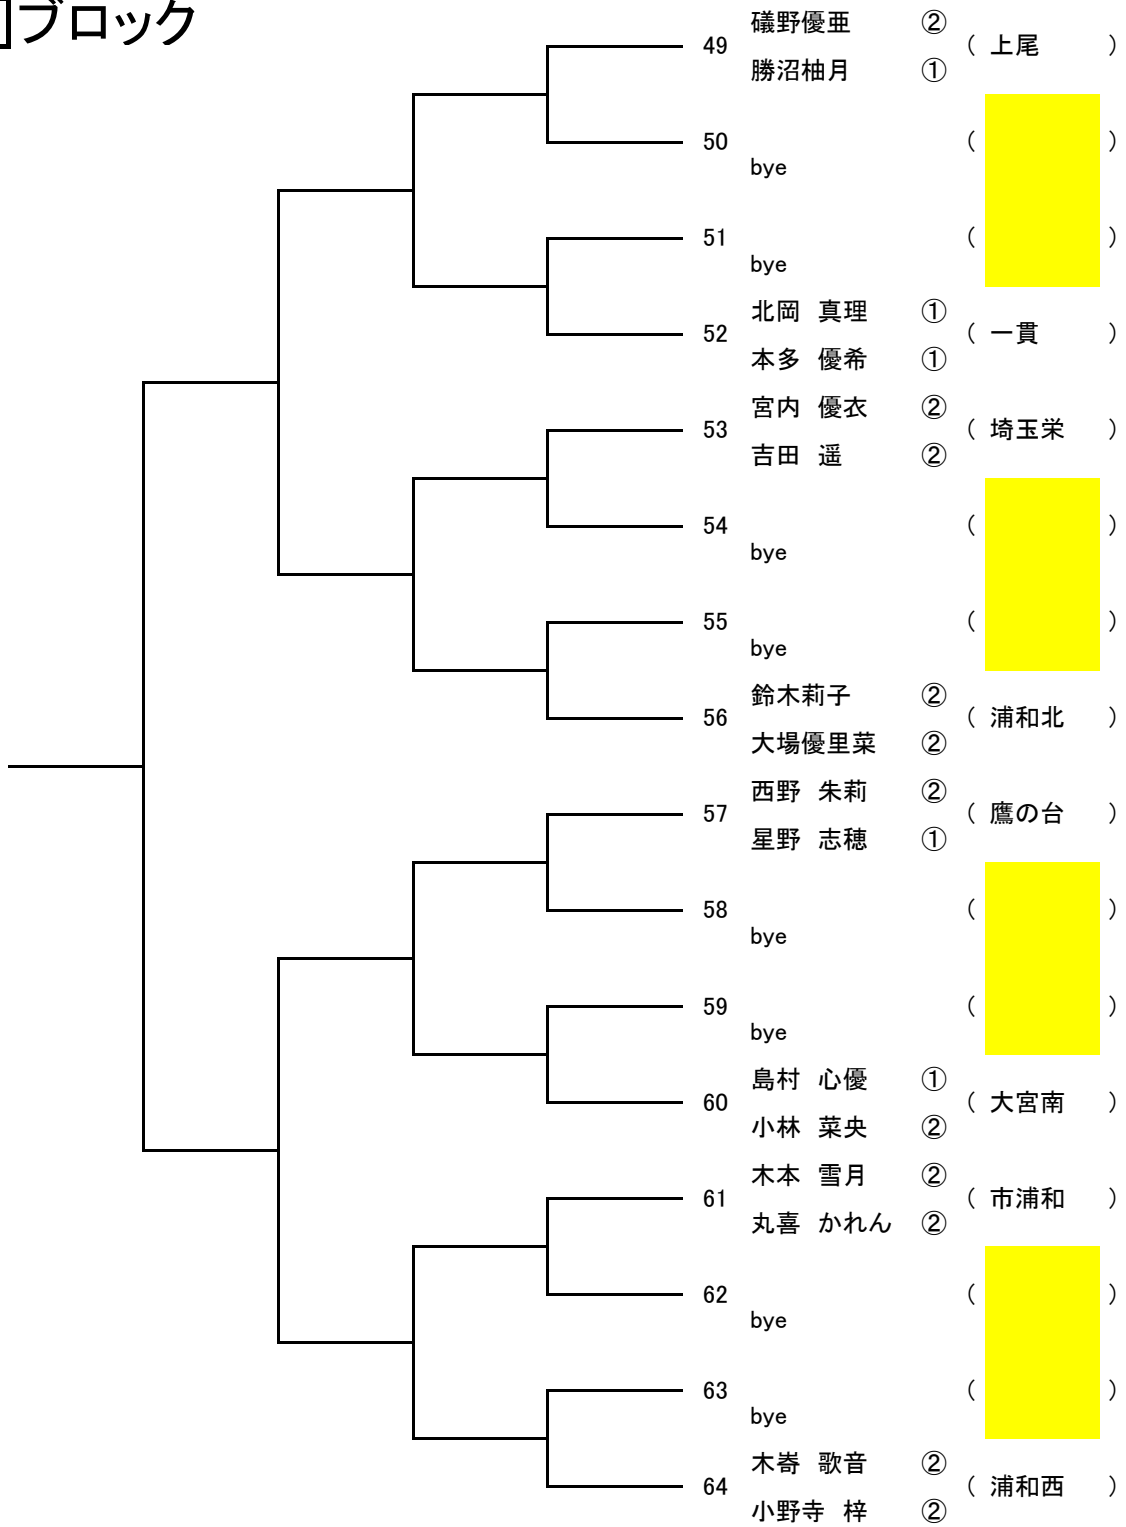 ブロック
礒野優亜 ②
49 ( 上尾 )
勝沼柚月 ①
50 ( )
bye
51 ( )
bye
北岡 真理 ①
52 ( 一貫 )
本多 優希 ①
宮内 優衣 ②
53 ( 埼玉栄 )
吉田 遥 ②
54 ( )
bye
55 ( )
bye
鈴木莉子 ②
56 ( 浦和北 )
大場優里菜 ②
西野 朱莉 ②
57 ( 鷹の台 )
星野 志穂 ①
58 ( )
bye
59 ( )
bye
島村 心優 ①
60 ( 大宮南 )
小林 菜央 ②
木本 雪月 ②
61 ( 市浦和 )
丸喜 かれん ②
62 ( )
bye
63 ( )
bye
木嵜 歌音 ②
64 ( 浦和西 )
小野寺 梓 ②